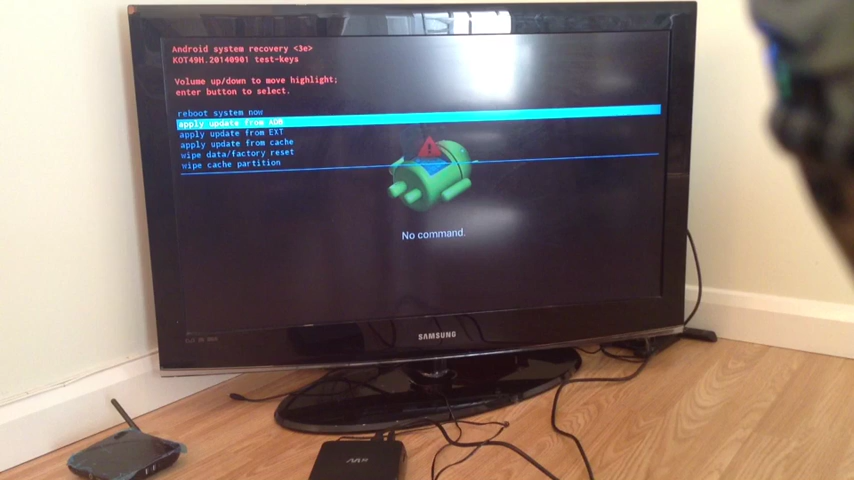 Android system recovery <3e>
KOT49H.20140901 test-keys
Volume up/down to move highlight;
enter button to select.
reboot system now
apply update from ADB
apply update from EXT
apply update from cache
wipe data/factory reset
wipe cache partition
No command.
SAMSUNG